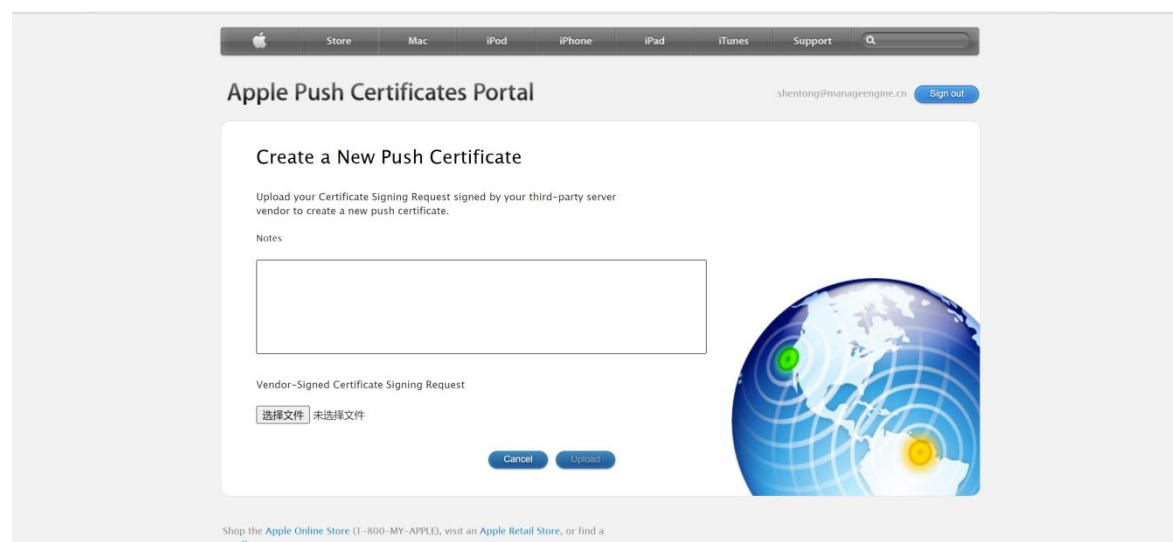 Store Mac iPod iPhone iPad iTunes Support
Apple Push Certificates Portal
shentong@manageengine.cn Sign out
Create a New Push Certificate
Upload your Certificate Signing Request signed by your third-party server
vendor to create a new push certificate.
Notes
Vendor-Signed Certificate Signing Request
选择文件 未选择文件
Cancel Upload
Shop the Apple Online Store (1-800-MY-APPLE), visit an Apple Retail Store, or find a